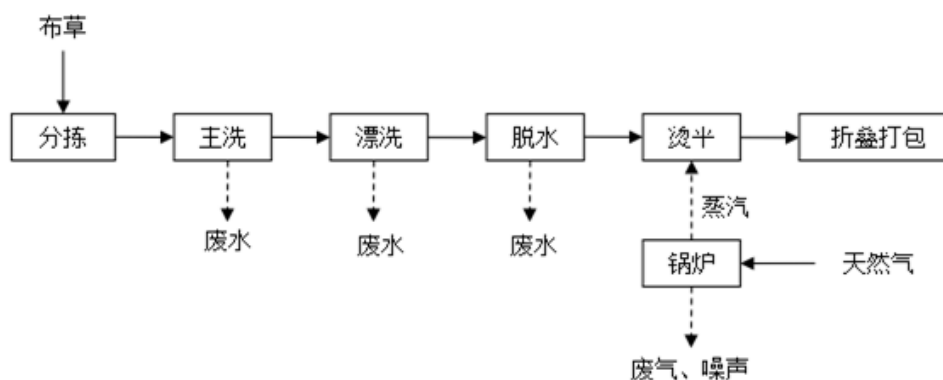 布草
分拣 主洗 漂洗 脱水 烫平 折叠打包
废水 废水 废水
蒸汽
锅炉 天然气
废气、噪声